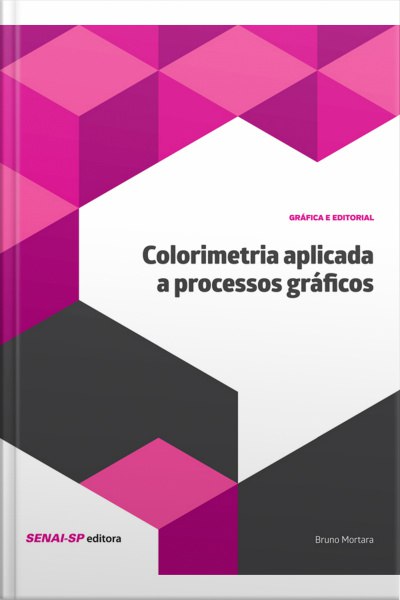 GRÁFICA E EDITORIAL
Colorimetria aplicada
a processos gráficos
SENAI-SP editora
Bruno Mortara